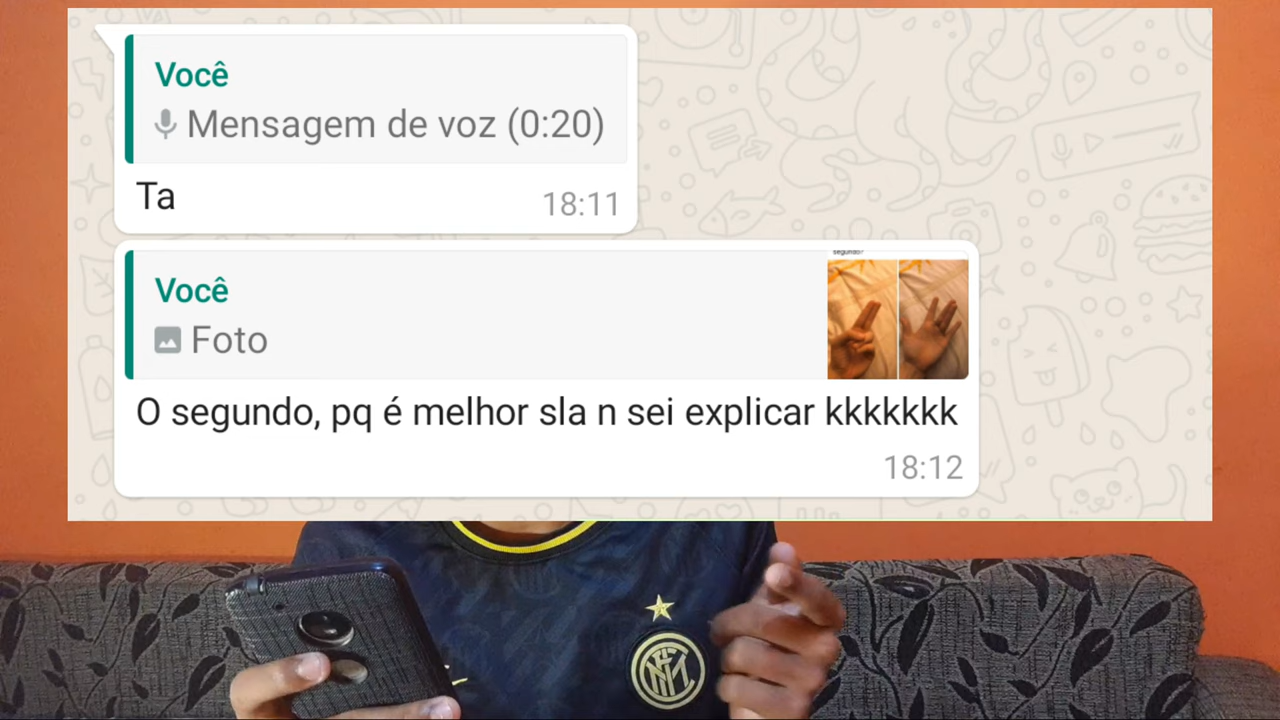 Você
Mensagem de voz (0:20)
Ta
18:11
segundo?
Você
Foto
O segundo, pq é melhor sla n sei explicar kkkkkkk
18:12